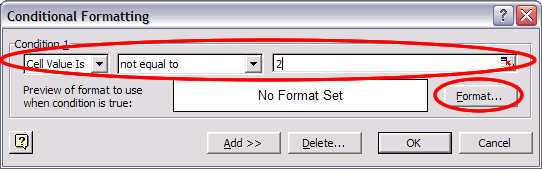 Conditional Formatting
Condition 1
Cell Value Is not equal to 2
Preview of format to use
when condition is true:
No Format Set
Format...
Add >> Delete... OK Cancel